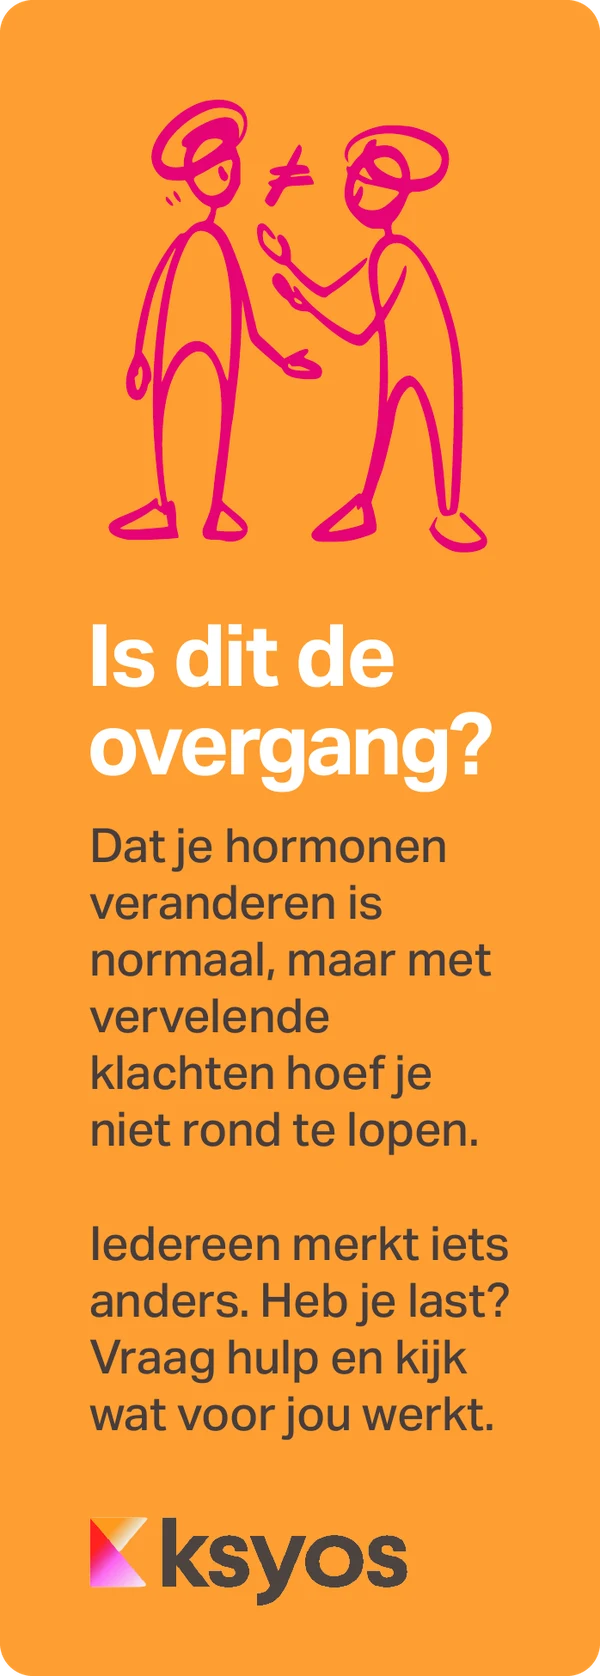 ≠
Is dit de
overgang?
Dat je hormonen
veranderen is
normaal, maar met
vervelende
klachten hoef je
niet rond te lopen.
Iedereen merkt iets
anders. Heb je last?
Vraag hulp en kijk
wat voor jou werkt.
ksyos